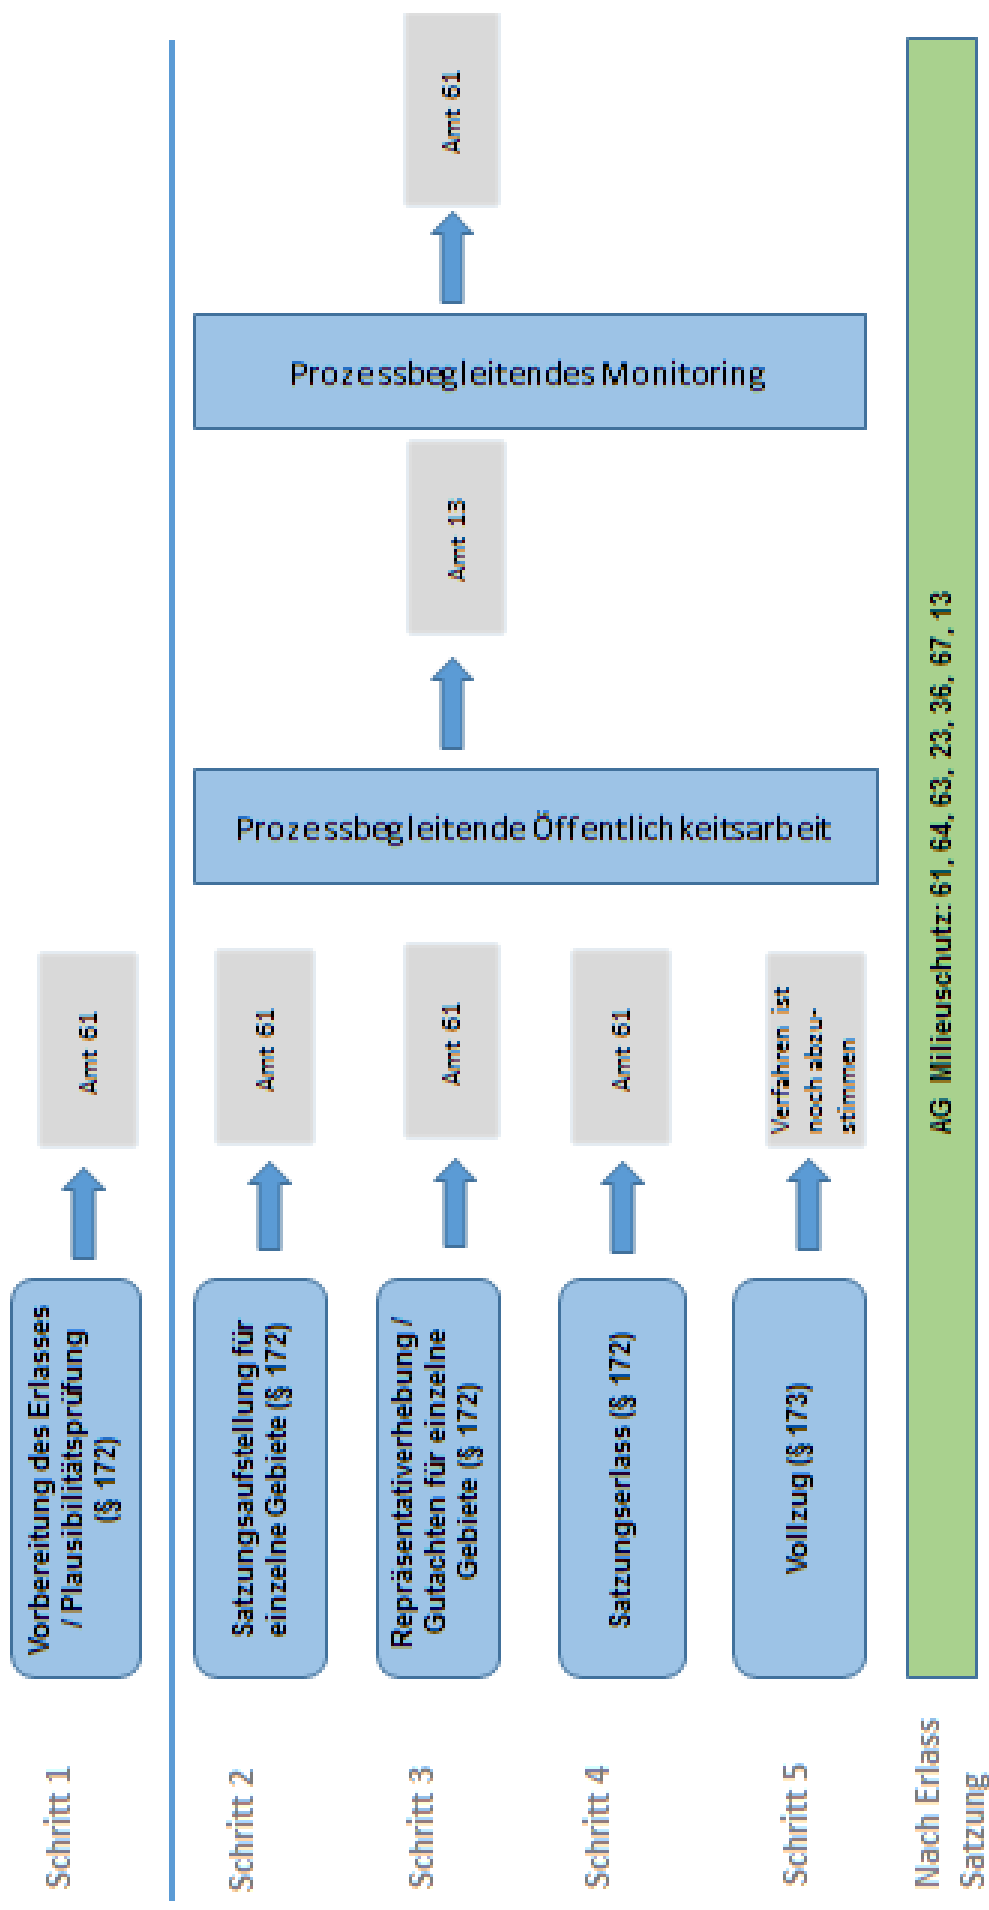 Schritt 1
Vorbereitung des Erlasses
/ Plausibilitätsprüfung
(§ 172)
Amt 61
Schritt 2
Satzungsaufstellung für
einzelne Gebiete (§ 172)
Amt 61
Schritt 3
Repräsentativerhebung /
Gutachten für einzelne
Gebiete (§ 172)
Amt 61
Schritt 4
Satzungserlass (§ 172)
Amt 61
Schritt 5
Vollzug (§ 173)
Verfahren ist
noch abzu-
stimmen
Prozessbegleitende Öffentlichkeitsarbeit
Amt 13
Prozessbegleitendes Monitoring
Amt 61
Nach Erlass
Satzung
AG Milieuschutz: 61, 64, 63, 23, 36, 67, 13